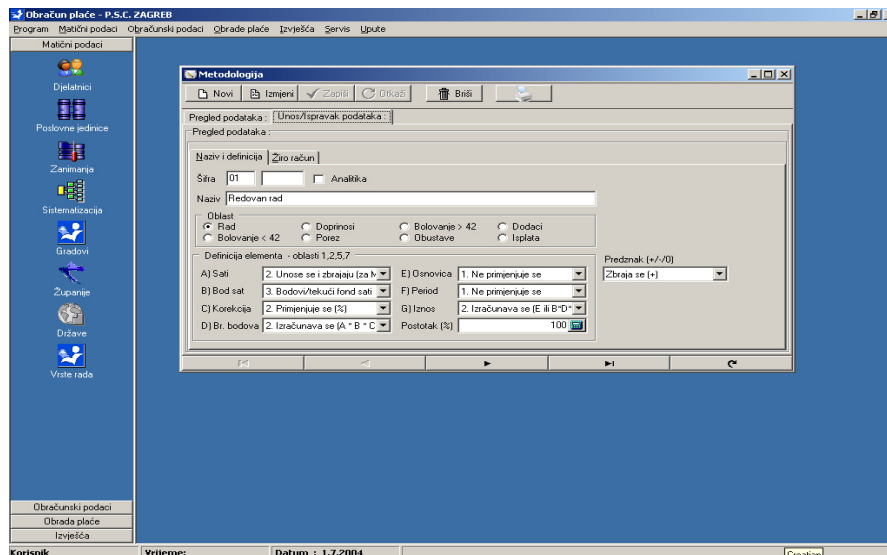 Obračun plaće - P.S.C. ZAGREB
Program Matični podaci Obračunski podaci Obrade plaće Izvješća Servis Upute
Matični podaci
Djelatnici
Poslovne jedinice
Zanimanja
Sistematizacija
Gradovi
Županije
Države
Vrste rada
Obračunski podaci
Obrada plaće
Izvješća
Metodologija
Novi Izmjeni Zapiši Otkaži Briši
Pregled podataka : Unos/Ispravak podataka :
Pregled podataka :
Naziv i definicija Žiro račun
Šifra 01 Analitika
Naziv Redovan rad
Oblast
Rad Doprinosi Bolovanje > 42 Dodaci
Bolovanje < 42 Porez Obustave Isplata
Definicija elementa - oblasti 1,2,5,7
Predznak (+/-/0)
A) Sati 2. Unose se i zbrajaju (za M E) Osnovica 1. Ne primjenjuje se Zbraja se (+)
B) Bod sat 3. Bodovi/tekući fond sati F) Period 1. Ne primjenjuje se
C) Korekcija 2. Primjenjuje se (%) G) Iznos 2. Izračunava se (E ili B*D*
D) Br. bodova 2. Izračunava se (A * B * C Postotak (%) 100
Korisnik Vrijeme: Datum : 1.7.2004 Croatian